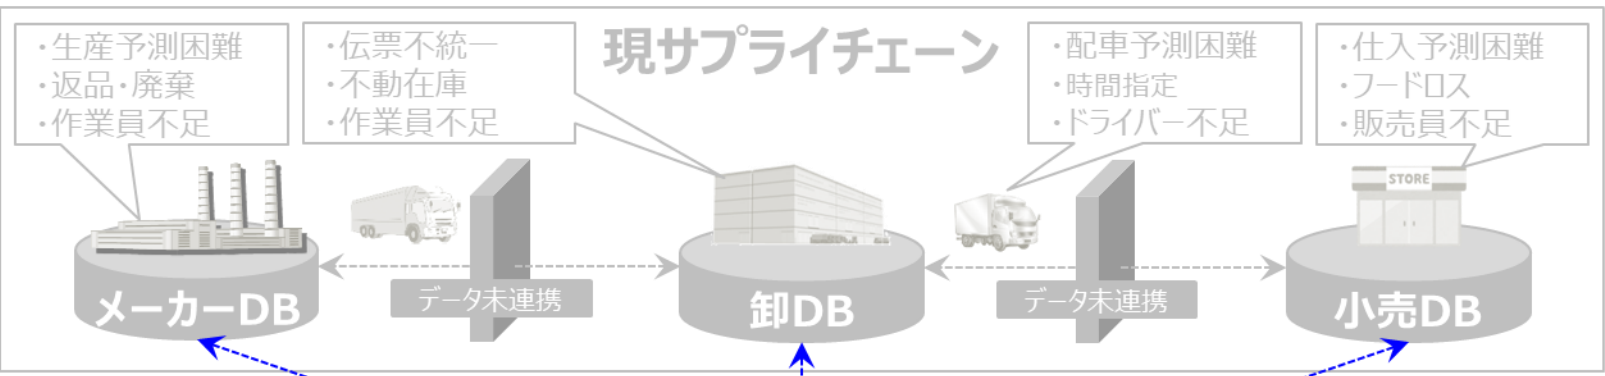 現サプライチェーン
・生産予測困難
・返品・廃棄
・作業員不足
・伝票不統一
・不動在庫
・作業員不足
・配車予測困難
・時間指定
・ドライバー不足
・仕入予測困難
・フードロス
・販売員不足
STORE
データ未連携
データ未連携
メーカーDB
卸DB
小売DB